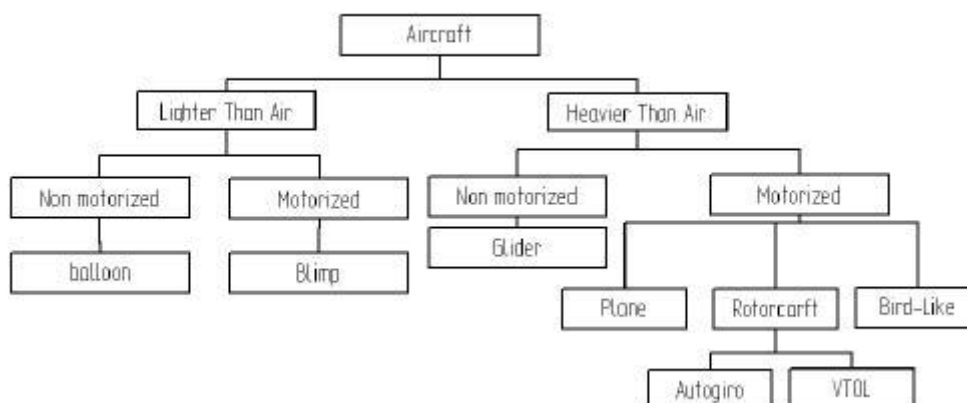 Aircraft
Lighter Than Air
Heavier Than Air
Non motorized
Motorized
Non motorized
Motorized
balloon
Blimp
Glider
Plane
Rotorcarft
Bird-Like
Autogiro
VTOL